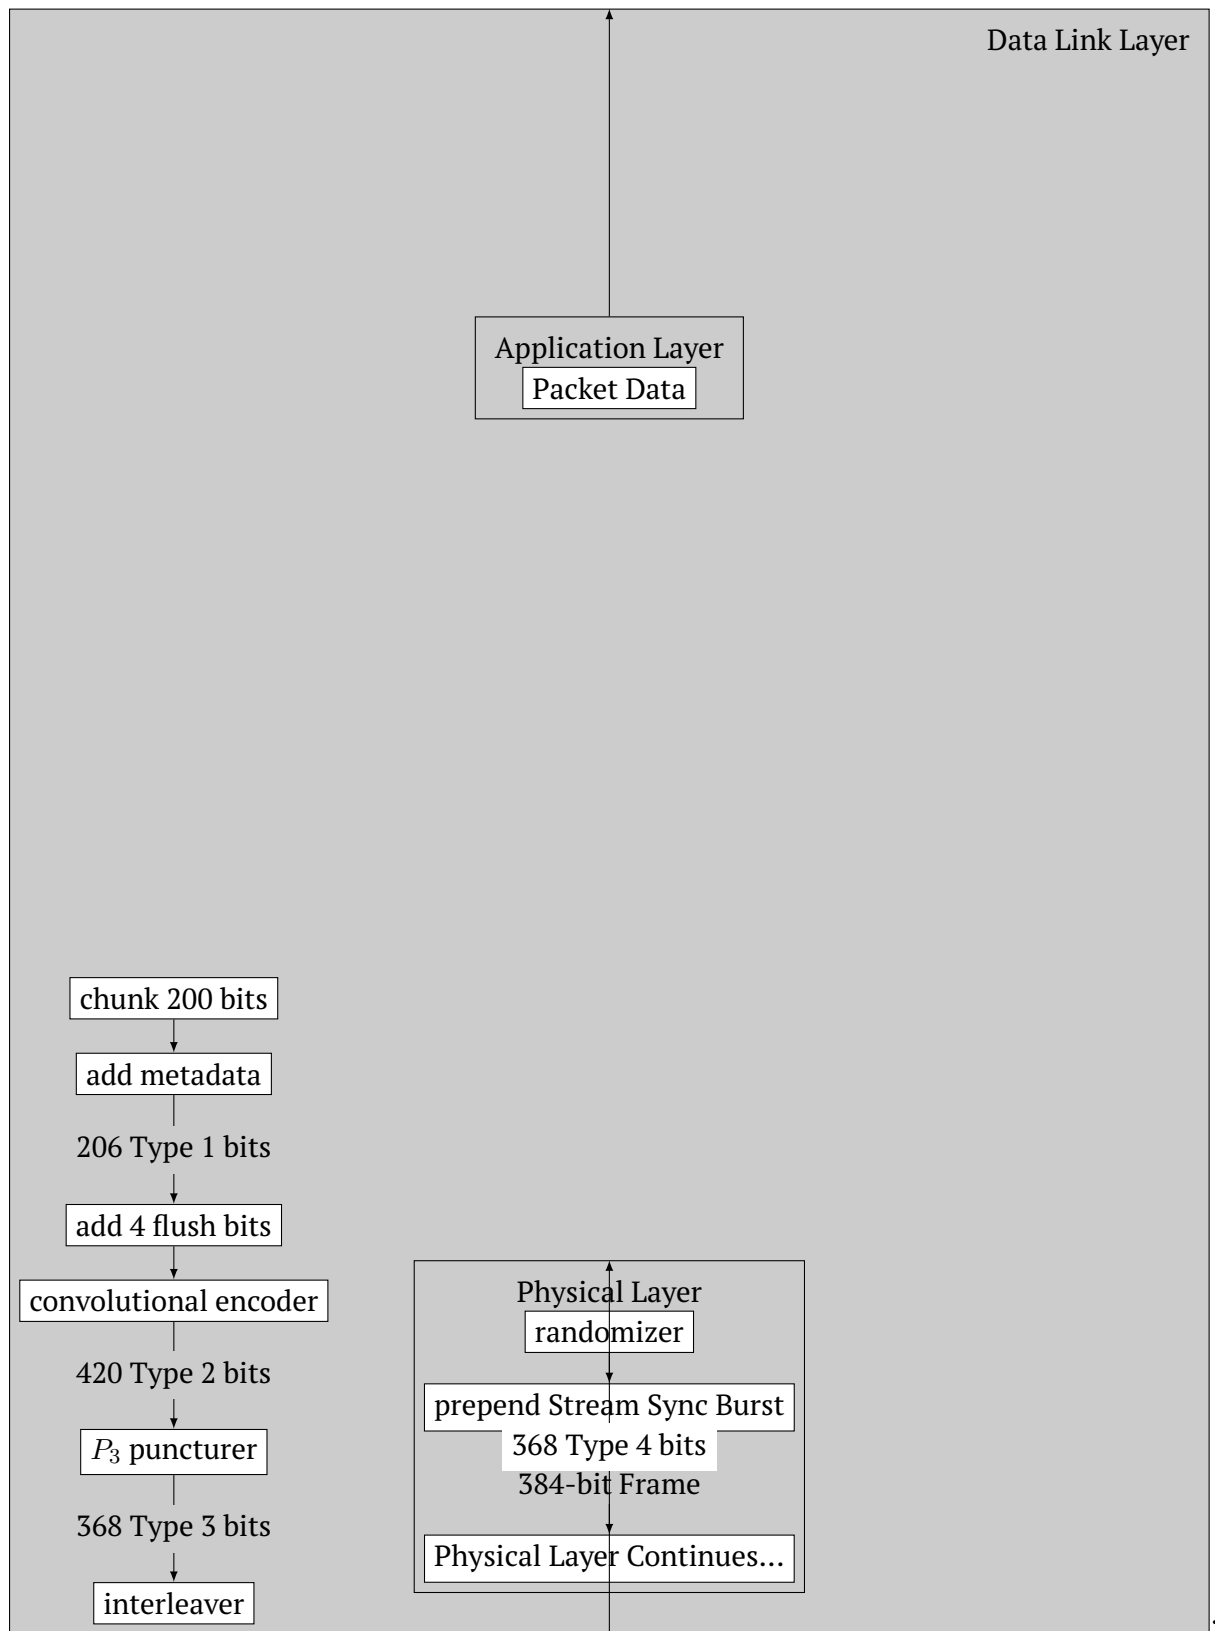 Data Link Layer
Application Layer
Packet Data
chunk 200 bits
add metadata
206 Type 1 bits
add 4 flush bits
convolutional encoder
420 Type 2 bits
P₃ puncturer
368 Type 3 bits
interleaver
Physical Layer
randomizer
prepend Stream Sync Burst
368 Type 4 bits
384-bit Frame
Physical Layer Continues...